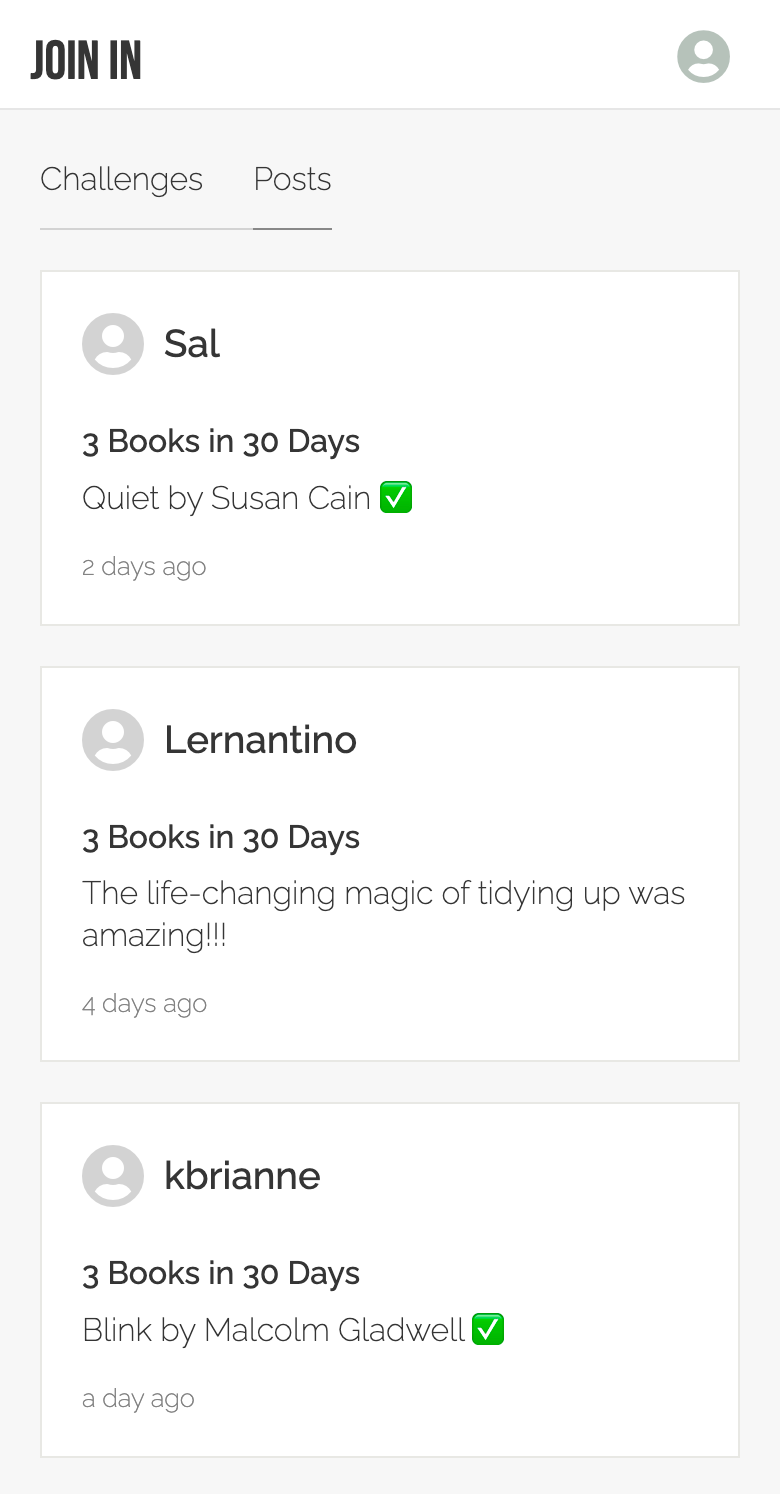 JOIN IN
Challenges Posts
Sal
3 Books in 30 Days
Quiet by Susan Cain ✅
2 days ago
Lernantino
3 Books in 30 Days
The life-changing magic of tidying up was
amazing!!!
4 days ago
kbrianne
3 Books in 30 Days
Blink by Malcolm Gladwell ✅
a day ago